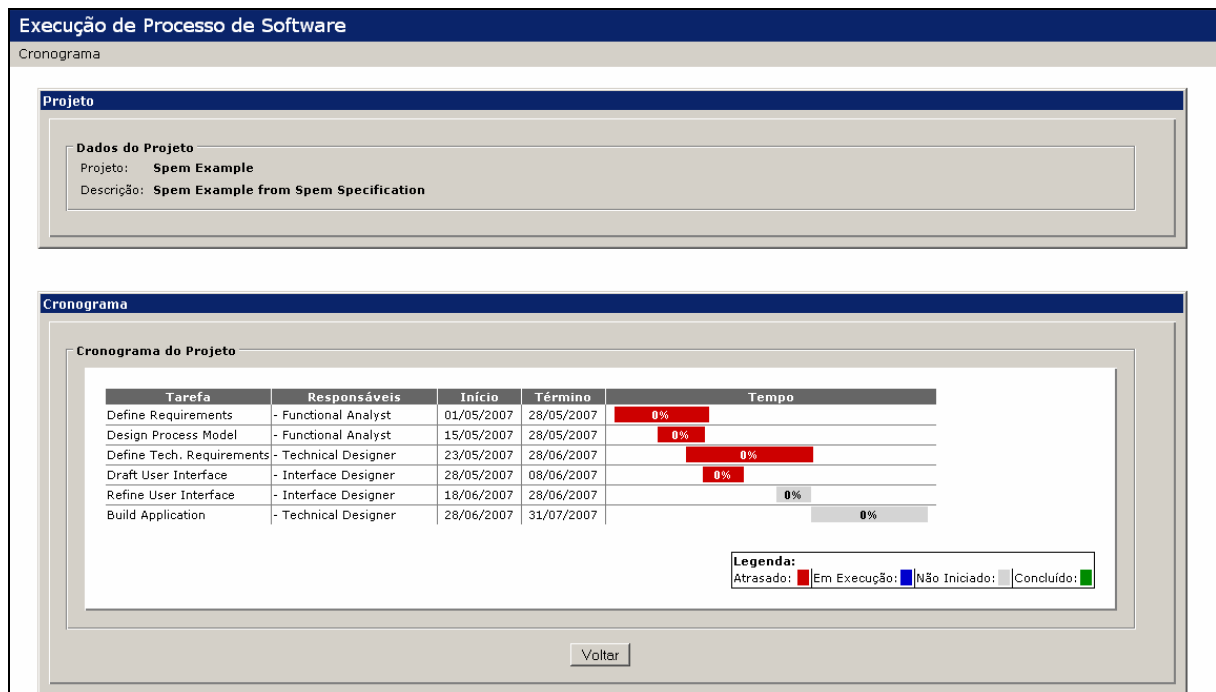 Execução de Processo de Software
Cronograma
Projeto
Dados do Projeto
Projeto: Spem Example
Descrição: Spem Example from Spem Specification
Cronograma
Cronograma do Projeto
Tarefa Responsáveis Início Término Tempo
Define Requirements - Functional Analyst 01/05/2007 28/05/2007 0%
Design Process Model - Functional Analyst 15/05/2007 28/05/2007 0%
Define Tech. Requirements - Technical Designer 23/05/2007 28/06/2007 0%
Draft User Interface - Interface Designer 28/05/2007 08/06/2007 0%
Refine User Interface - Interface Designer 18/06/2007 28/06/2007 0%
Build Application - Technical Designer 28/06/2007 31/07/2007 0%
Legenda:
Atrasado: Em Execução: Não Iniciado: Concluído:
Voltar